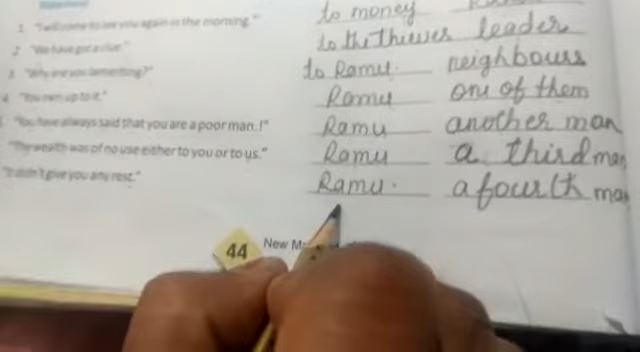 1 "I will come to see you again in the morning." to money
2 "We have got a clue." to the thieves leader
3 "Why are you lamenting?" to Ramu. neighbours
4 "You own up to it." Ramu one of them
"You have always said that you are a poor man.!" Ramu another man
"Thy wealth was of no use either to you or to us." Ramu a third man
"It didn't give you any rest." Ramu. a fourth man
44 New M